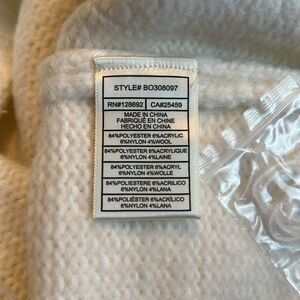 STYLE# BO308097
RN#128692 CA#25459
MADE IN CHINA
FABRIQUÉ EN CHINE
HECHO EN CHINA
84%POLYESTER 6%ACRYLIC
6%NYLON 4%WOOL
84%POLYESTER 6%ACRYLIQUE
6%NYLON 4%LAINE
84%POLYESTER 6%ACRYL
6%NYLON 4%WOLLE
84%POLIESTERE 6%ACRILICO
6%NYLON 4%LANA
84%POLIÉSTER 6%ACRÍLICO
6%NYLON 4%LANA